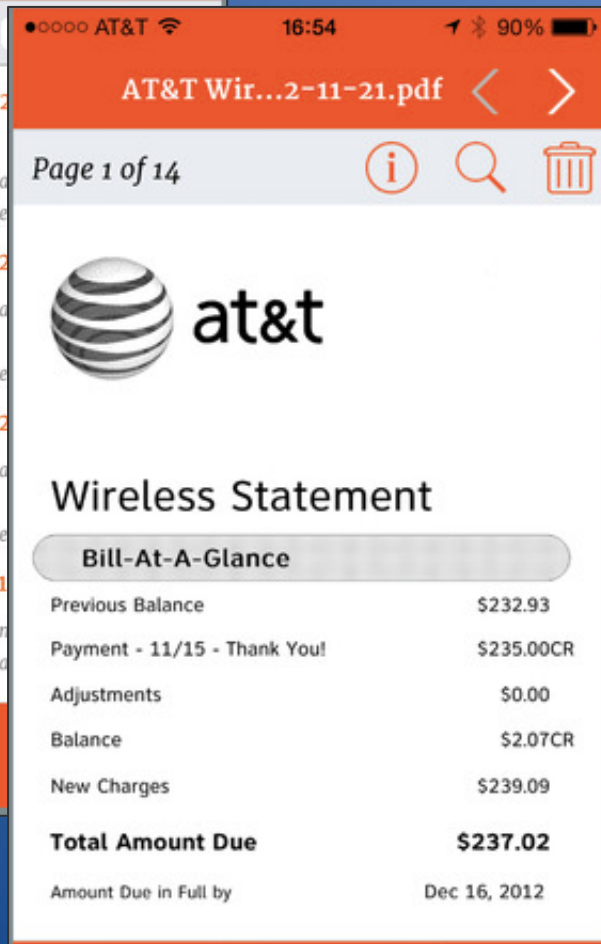 AT&T 16:54 90%
AT&T Wir...2-11-21.pdf
Page 1 of 14
at&t
Wireless Statement
Bill-At-A-Glance
Previous Balance $232.93
Payment - 11/15 - Thank You! $235.00CR
Adjustments $0.00
Balance $2.07CR
New Charges $239.09
Total Amount Due $237.02
Amount Due in Full by Dec 16, 2012